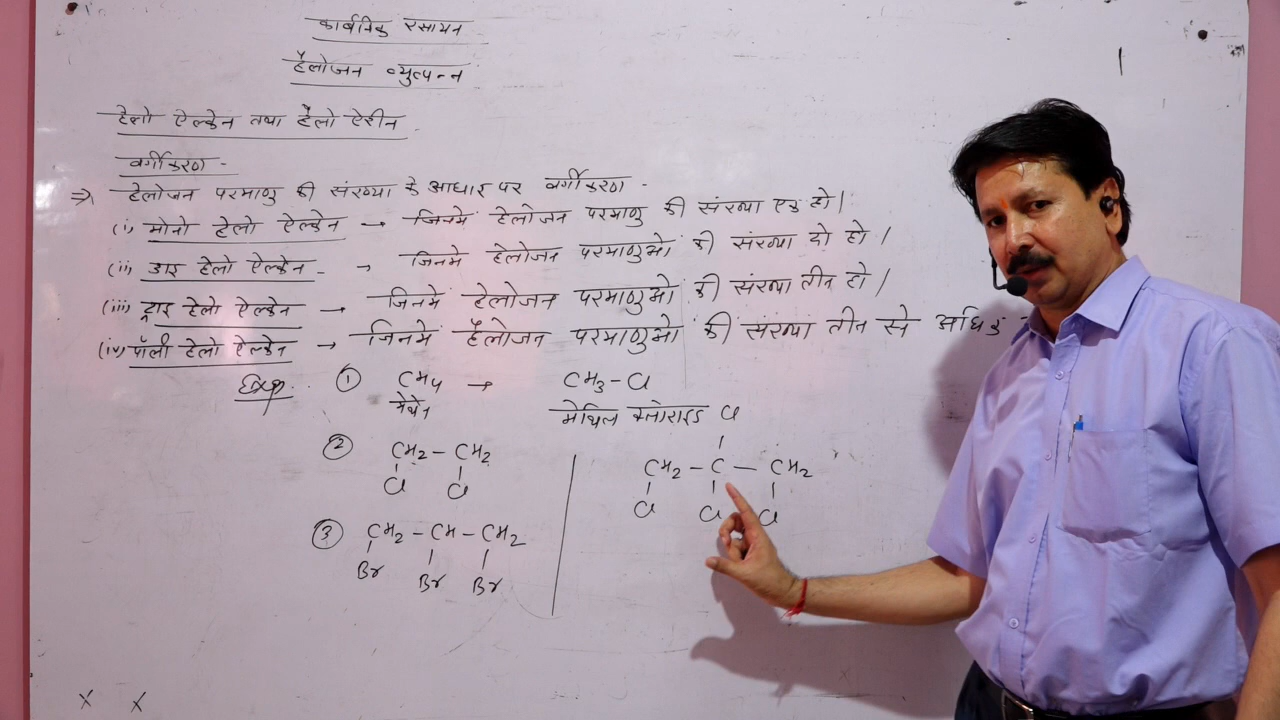 कार्बनिक रसायन
हैलोजन व्युत्पन्न
हेलो ऐल्केन तथा हैलो ऐरीन
वर्गीकरण -
⇒ हेलोजन परमाणु की संख्या के आधार पर वर्गीकरण -
(i) मोनो हेलो ऐल्केन → जिनमें हेलोजन परमाणु की संख्या एक हो।
(ii) डाइ हेलो ऐल्केन - → जिनमें हेलोजन परमाणुओं की संख्या दो हो।
(iii) ट्राइ हेलो ऐल्केन → जिनमें हेलोजन परमाणुओं की संख्या तीन हो।
(iv) पॉली हेलो ऐल्केन → जिनमें हैलोजन परमाणुओं की संख्या तीन से अधिक
① CH4 → CH3-Cl
मेथेन मेथिल क्लोराइड
Cl
② CH2-CH2 CH2-C-CH2
Cl Cl Cl Cl Cl
③ CH2-CH-CH2
Br Br Br
x x